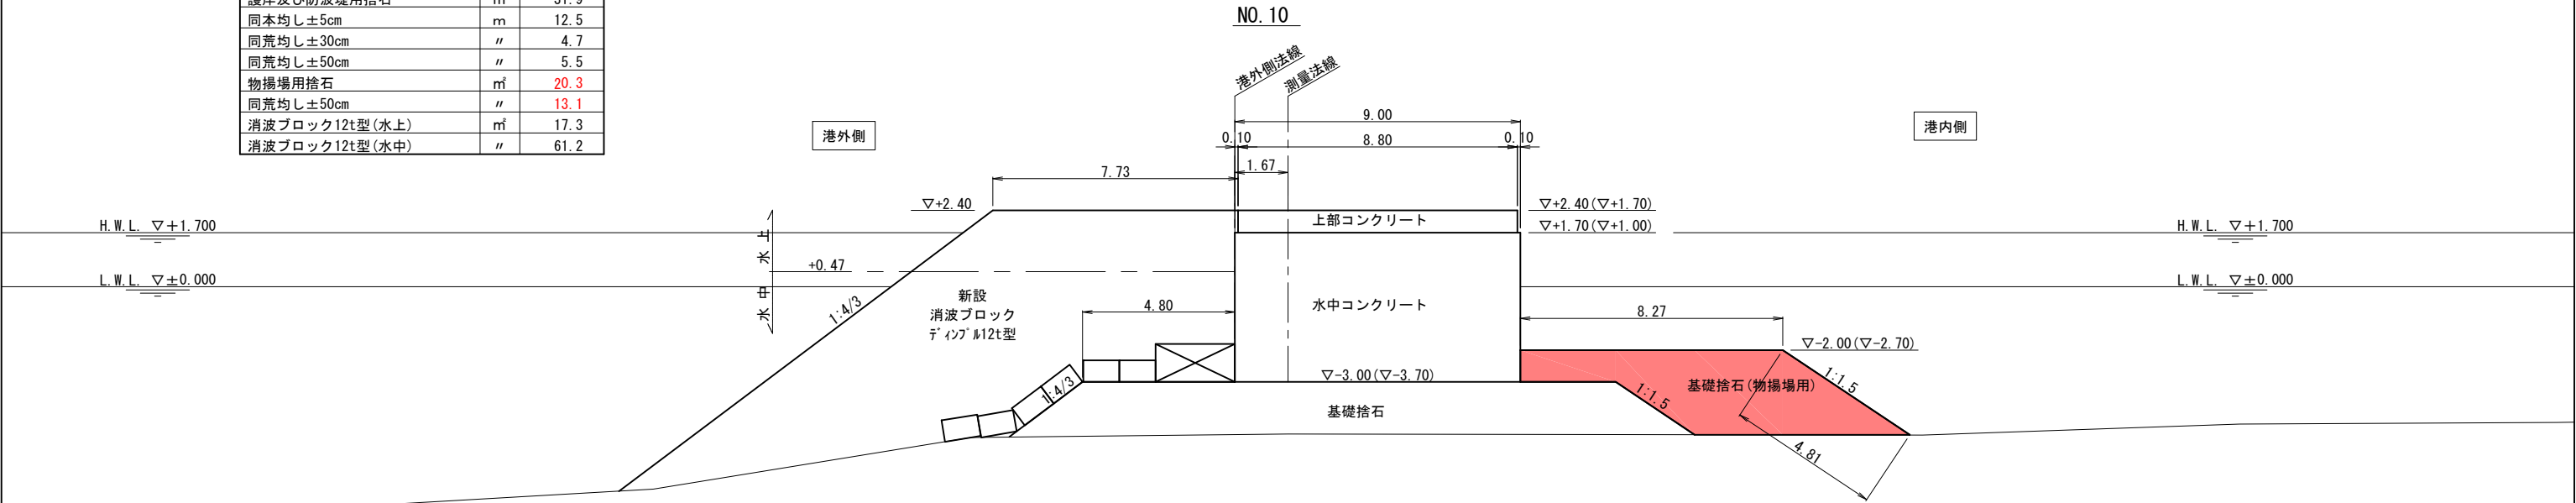 護岸及び防波堤用捨石 ㎡ 51.9
同本均し±5cm m 12.5
同荒均し±30cm 〃 4.7
同荒均し±50cm 〃 5.5
物揚場用捨石 ㎡ 20.3
同荒均し±50cm 〃 13.1
消波ブロック12t型(水上) ㎡ 17.3
消波ブロック12t型(水中) 〃 61.2
NO.10
港外側法線
測量法線
港外側
港内側
9.00
0.10
8.80
0.10
1.67
7.73
▽+2.40
上部コンクリート
▽+2.40(▽+1.70)
▽+1.70(▽+1.00)
H.W.L. ▽+1.700
H.W.L. ▽+1.700
水上
+0.47
L.W.L. ▽±0.000
L.W.L. ▽±0.000
水中
1:4/3
新設
消波ブロック
ディンプル12t型
4.80
水中コンクリート
8.27
▽-2.00(▽-2.70)
▽-3.00(▽-3.70)
1:4/3
1:1.5
基礎捨石(物揚場用)
1:1.5
基礎捨石
4.81